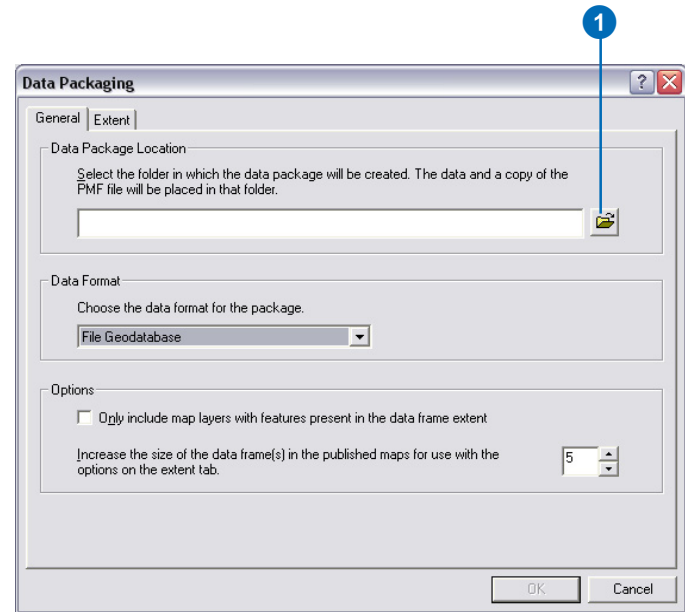 1
Data Packaging
General
Extent
Data Package Location
Select the folder in which the data package will be created. The data and a copy of the
PMF file will be placed in that folder.
Data Format
Choose the data format for the package.
File Geodatabase
Options
Only include map layers with features present in the data frame extent
Increase the size of the data frame(s) in the published maps for use with the
options on the extent tab.
5
OK
Cancel